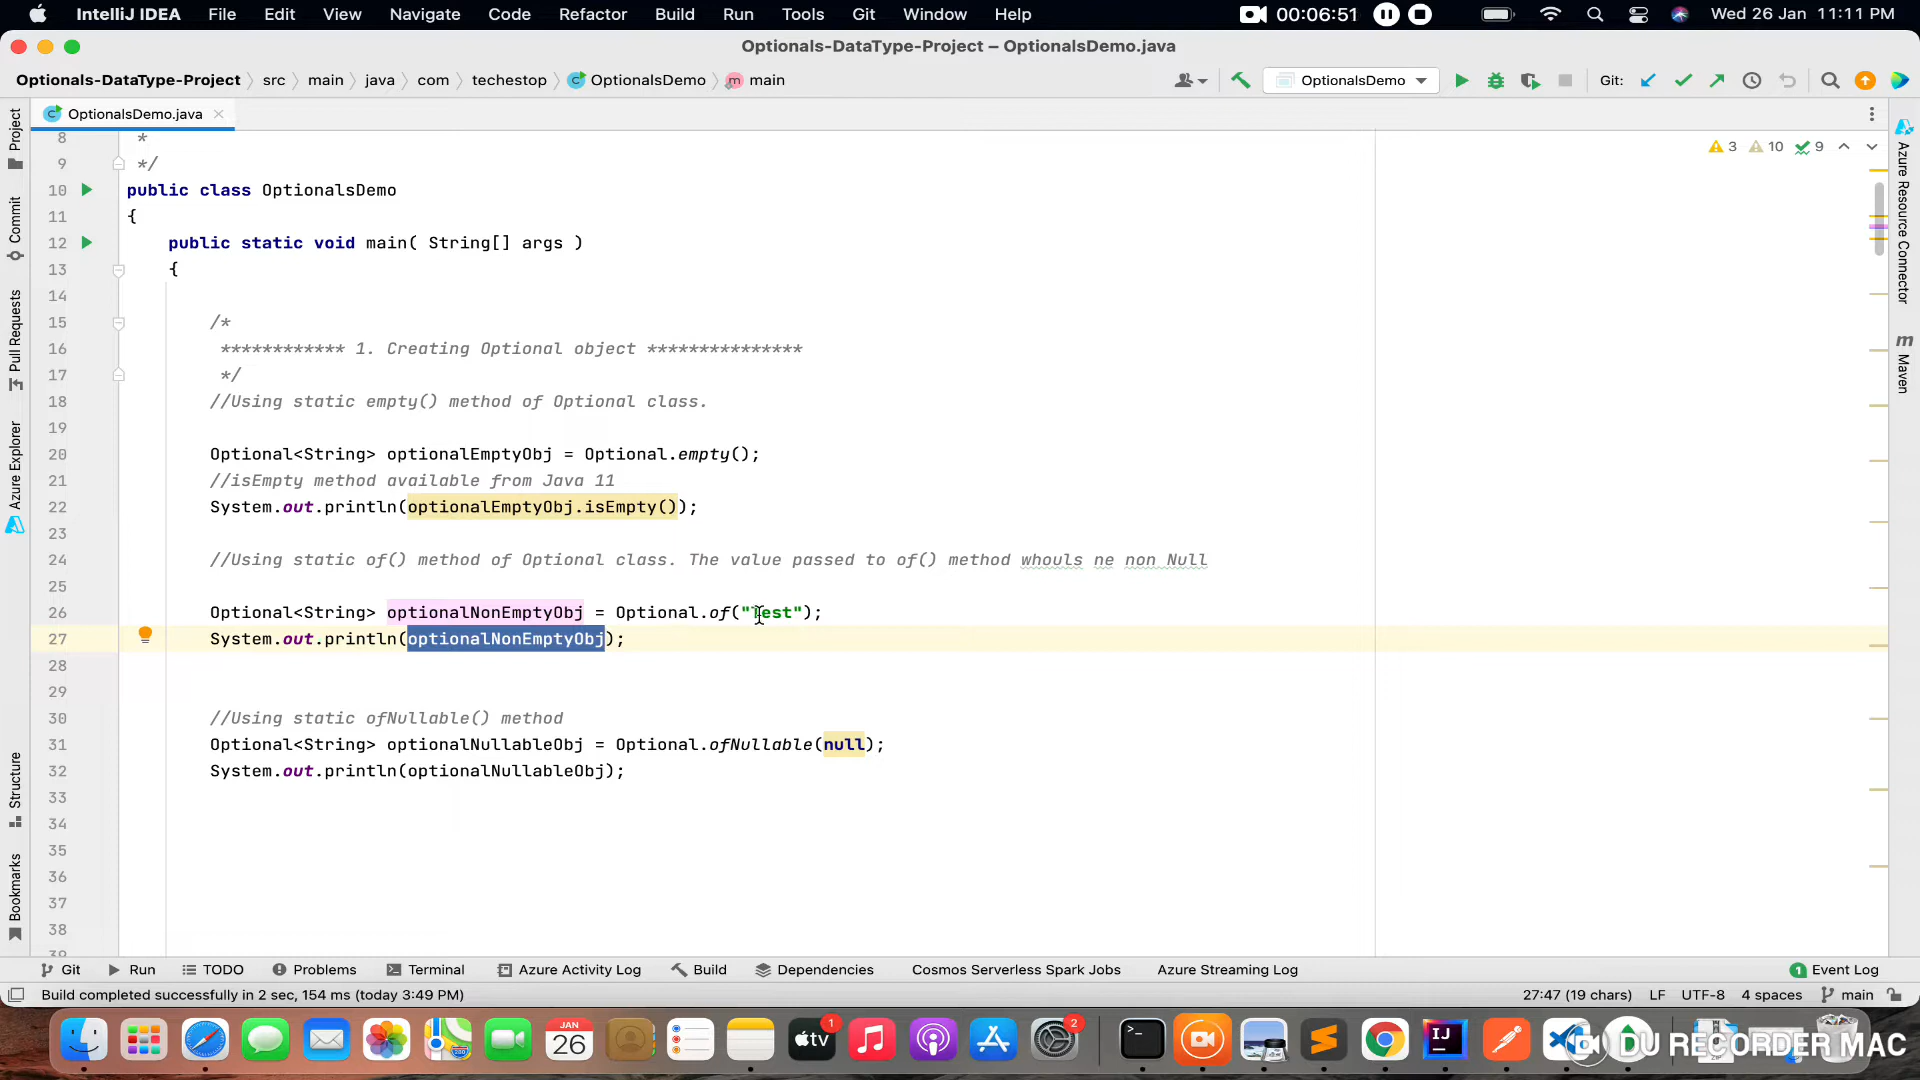 IntelliJ IDEA File Edit View Navigate Code Refactor Build Run Tools Git Window Help 00:06:51 Wed 26 Jan 11:11 PM
Optionals-DataType-Project – OptionalsDemo.java
Optionals-DataType-Project src main java com techestop OptionalsDemo main OptionalsDemo Git:
OptionalsDemo.java
3 10 9
8 *
9 */
10 public class OptionalsDemo
11 {
12 public static void main( String[] args )
13 {
14
15 /*
16 ************ 1. Creating Optional object ***************
17 */
18 //Using static empty() method of Optional class.
19
20 Optional<String> optionalEmptyObj = Optional.empty();
21 //isEmpty method available from Java 11
22 System.out.println(optionalEmptyObj.isEmpty());
23
24 //Using static of() method of Optional class. The value passed to of() method whouls ne non Null
25
26 Optional<String> optionalNonEmptyObj = Optional.of("Test");
27 System.out.println(optionalNonEmptyObj);
28
29
30 //Using static ofNullable() method
31 Optional<String> optionalNullableObj = Optional.ofNullable(null);
32 System.out.println(optionalNullableObj);
33
34
35
36
37
38
Project
Commit
Pull Requests
Azure Explorer
Structure
Bookmarks
Azure Resource Connector
m
Maven
Git Run TODO Problems Terminal Azure Activity Log Build Dependencies Cosmos Serverless Spark Jobs Azure Streaming Log 1 Event Log
Build completed successfully in 2 sec, 154 ms (today 3:49 PM) 27:47 (19 chars) LF UTF-8 4 spaces main
JAN
26
tv
1
2
IJ
DU RECORDER MAC